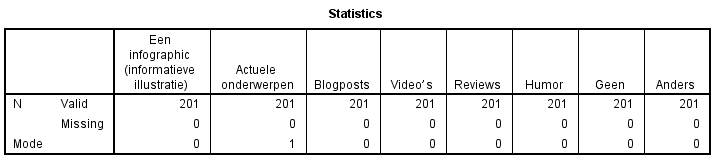 Statistics
Een
infographic
(informatieve
illustratie) Actuele
onderwerpen Blogposts Video's Reviews Humor Geen Anders
N Valid 201 201 201 201 201 201 201 201
Missing 0 0 0 0 0 0 0 0
Mode 0 1 0 0 0 0 0 0